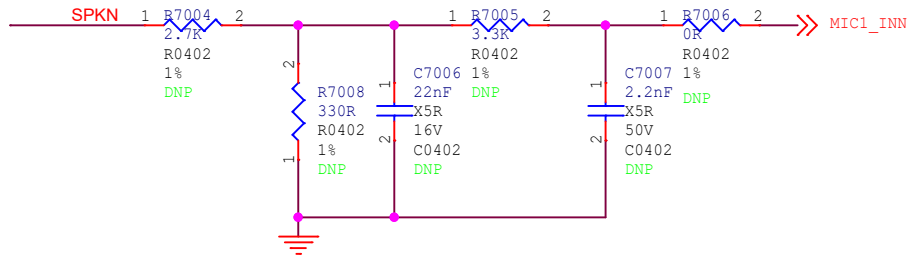 SPKN
1 R7004 2
2.7K
R0402
1%
DNP
1 R7005 2
3.3K
R0402
1%
DNP
1 R7006 2
0R
R0402
1%
DNP
MIC1_INN
2
R7008
330R
R0402
1%
DNP
1
1
C7006
22nF
X5R
16V
C0402
DNP
2
1
C7007
2.2nF
X5R
50V
C0402
DNP
2